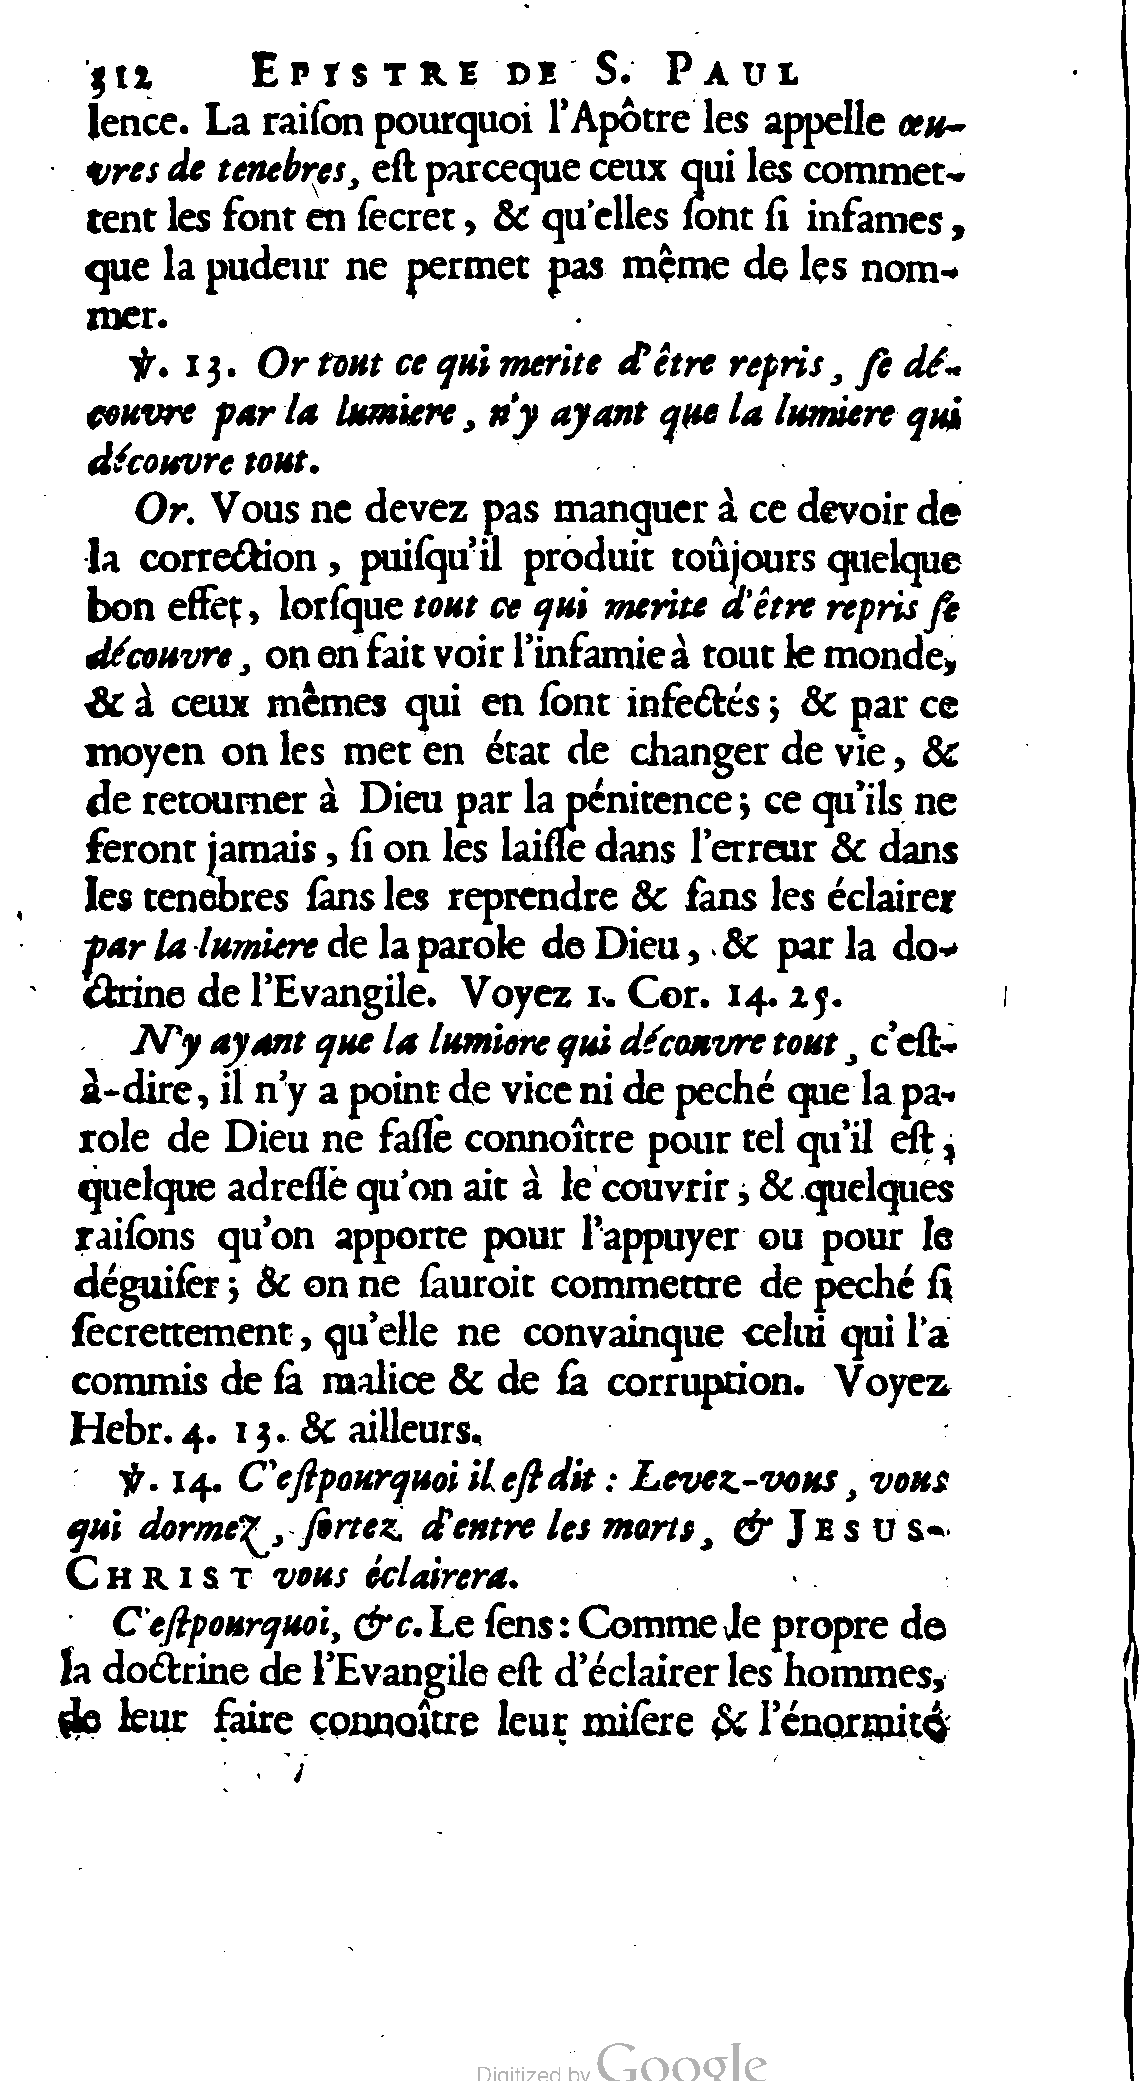 312 EPISTRE DE S. PAUL
lence. La raiſon pourquoi l'Apôtre les appelle œu-
vres de tenebres, eſt parceque ceux qui les commet-
tent les font en ſecret, & qu'elles ſont ſi infames,
que la pudeur ne permet pas même de les nom-
mer.
℣. 13. Or tout ce qui merite d'être repris, ſe dé-
couvre par la lumiere, n'y ayant que la lumiere qui
découvre tout.
Or. Vous ne devez pas manquer à ce devoir de
la correction, puiſqu'il produit toûjours quelque
bon effet, lorſque tout ce qui merite d'être repris ſe
découvre, on en fait voir l'infamie à tout le monde,
& à ceux mêmes qui en ſont infectés; & par ce
moyen on les met en état de changer de vie, &
de retourner à Dieu par la pénitence; ce qu'ils ne
feront jamais, ſi on les laiſſe dans l'erreur & dans
les tenebres ſans les reprendre & ſans les éclairer
par la lumiere de la parole de Dieu, & par la do-
ctrine de l'Evangile. Voyez 1. Cor. 14. 25.
N'y ayant que la lumiere qui découvre tout, c'eſt-
à-dire, il n'y a point de vice ni de peché que la pa-
role de Dieu ne faſſe connoître pour tel qu'il eſt,
quelque adreſſe qu'on ait à le couvrir, & quelques
raiſons qu'on apporte pour l'appuyer ou pour le
déguiſer; & on ne ſauroit commettre de peché ſi
ſecrettement, qu'elle ne convainque celui qui l'a
commis de ſa malice & de ſa corruption. Voyez
Hebr. 4. 13. & ailleurs.
℣. 14. C'eſtpourquoi il eſt dit: Levez-vous, vous
qui dormez, ſortez d'entre les morts, & JESUS-
CHRIST vous éclairera.
C'eſtpourquoi, &c. Le ſens: Comme le propre de
la doctrine de l'Evangile eſt d'éclairer les hommes,
de leur faire connoître leur miſere & l'énormité
Digitized by Google